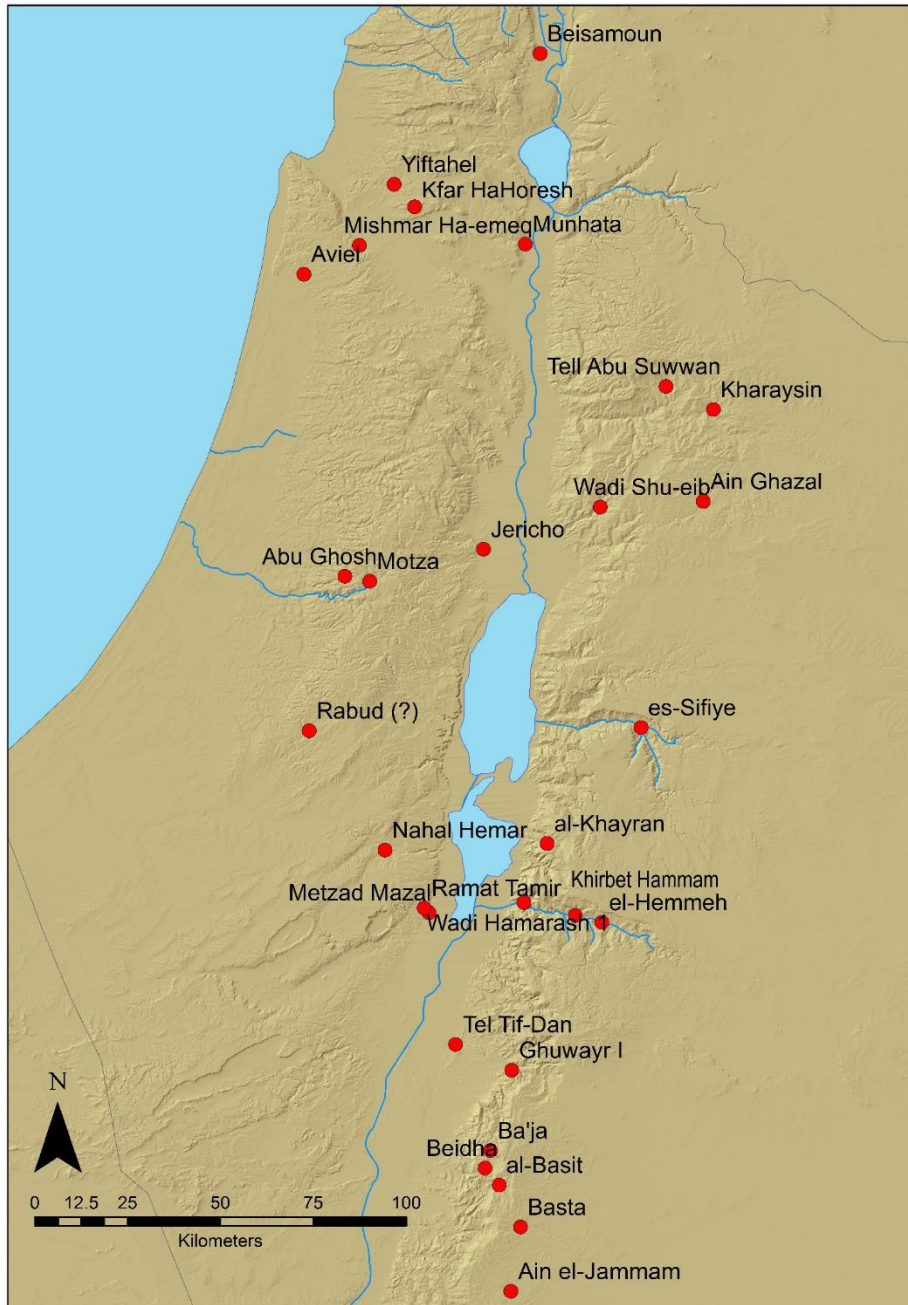 Beisamoun
Yiftahel
Kfar HaHoresh
Mishmar Ha-emeq
Munhata
Aviel
Tell Abu Suwwan
Kharaysin
Wadi Shu-eib
Ain Ghazal
Jericho
Abu Ghosh
Motza
Rabud (?)
es-Sifiye
al-Khayran
Nahal Hemar
Khirbet Hammam
Metzad Mazal
Ramat Tamir
el-Hemmeh
Wadi Hamarash 1
Tel Tif-Dan
Ghuwayr I
N
Ba'ja
Beidha
al-Basit
0 12.5 25 50 75 100
Basta
Kilometers
Ain el-Jammam